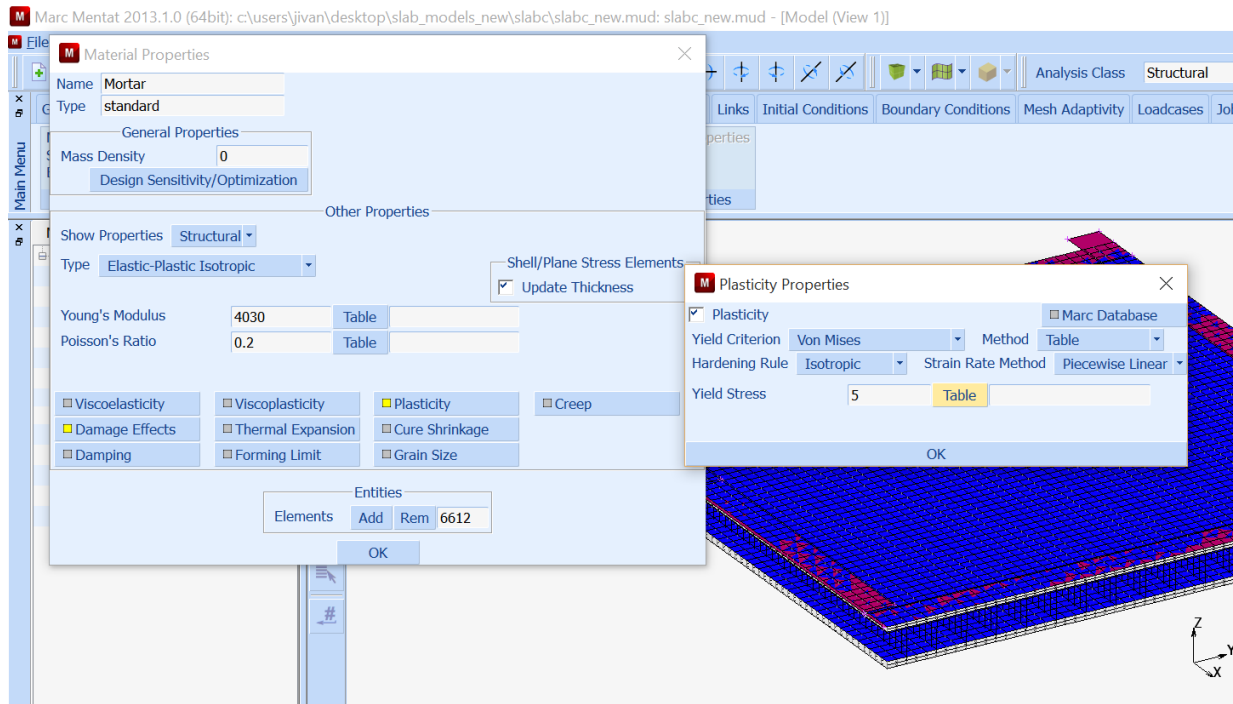 Marc Mentat 2013.1.0 (64bit): c:\users\jivan\desktop\slab_models_new\slabc\slabc_new.mud: slabc_new.mud - [Model (View 1)]
File
Analysis Class Structural
Links Initial Conditions Boundary Conditions Mesh Adaptivity Loadcases Jo
Main Menu
perties
ties
Material Properties
Name Mortar
Type standard
General Properties
Mass Density 0
Design Sensitivity/Optimization
Other Properties
Show Properties Structural
Type Elastic-Plastic Isotropic
Shell/Plane Stress Elements
Update Thickness
Young's Modulus 4030 Table
Poisson's Ratio 0.2 Table
Viscoelasticity Viscoplasticity Plasticity Creep
Damage Effects Thermal Expansion Cure Shrinkage
Damping Forming Limit Grain Size
Entities
Elements Add Rem 6612
OK
Plasticity Properties
Plasticity Marc Database
Yield Criterion Von Mises Method Table
Hardening Rule Isotropic Strain Rate Method Piecewise Linear
Yield Stress 5 Table
OK
#
Z
Y
X